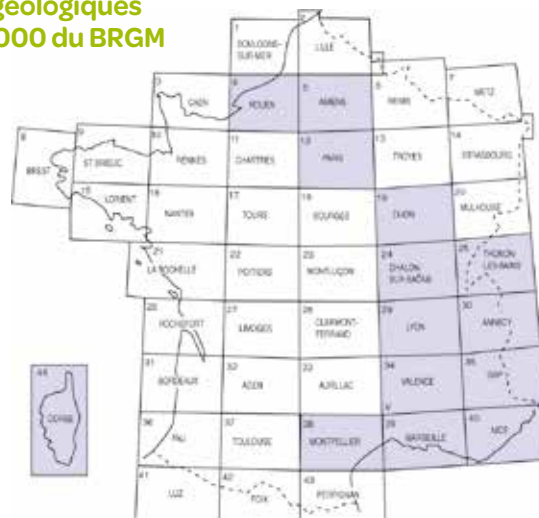 géologiques
000 du BRGM
1 BOULOGNE-SUR-MER
2 LILLE
3 CAEN
4 ROUEN
5 AMIENS
6 REIMS
7 METZ
8 BREST
9 ST BRIEUC
10 RENNES
11 CHARTRES
12 PARIS
13 TROYES
14 STRASBOURG
15 LORIENT
16 NANTES
17 TOURS
18 BOURGES
19 DIJON
20 MULHOUSE
21 LA ROCHELLE
22 POITIERS
23 MONTLUÇON
24 CHALON-SUR-SAÔNE
25 THONON-LES-BAINS
26 ROCHEFORT
27 LIMOGES
28 CLERMONT-FERRAND
29 LYON
30 ANNECY
31 BORDEAUX
32 AGEN
33 AURILLAC
34 VALENCE
35 GAP
36 PAU
37 TOULOUSE
38 MONTPELLIER
39 MARSEILLE
40 NICE
41 LUZ
42 FOIX
43 PERPIGNAN
CORSE